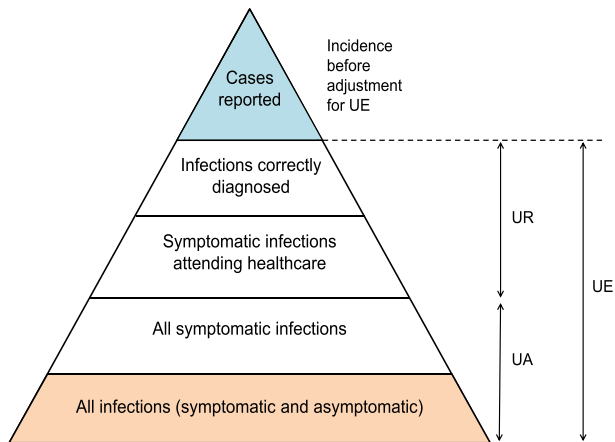 Cases
reported
Incidence
before
adjustment
for UE
Infections correctly
diagnosed
Symptomatic infections
attending healthcare
UR
UE
All symptomatic infections
UA
All infections (symptomatic and asymptomatic)